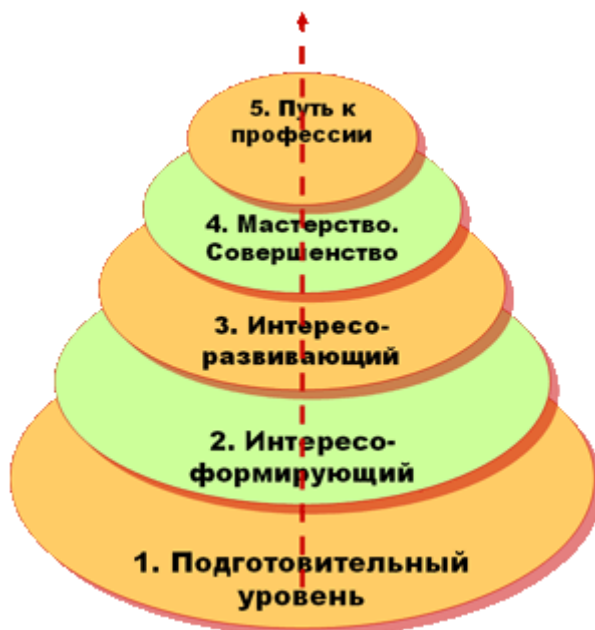 5. Путь к
профессии
4. Мастерство.
Совершенство
3. Интересо-
развивающий
2. Интересо-
формирующий
1. Подготовительный
уровень